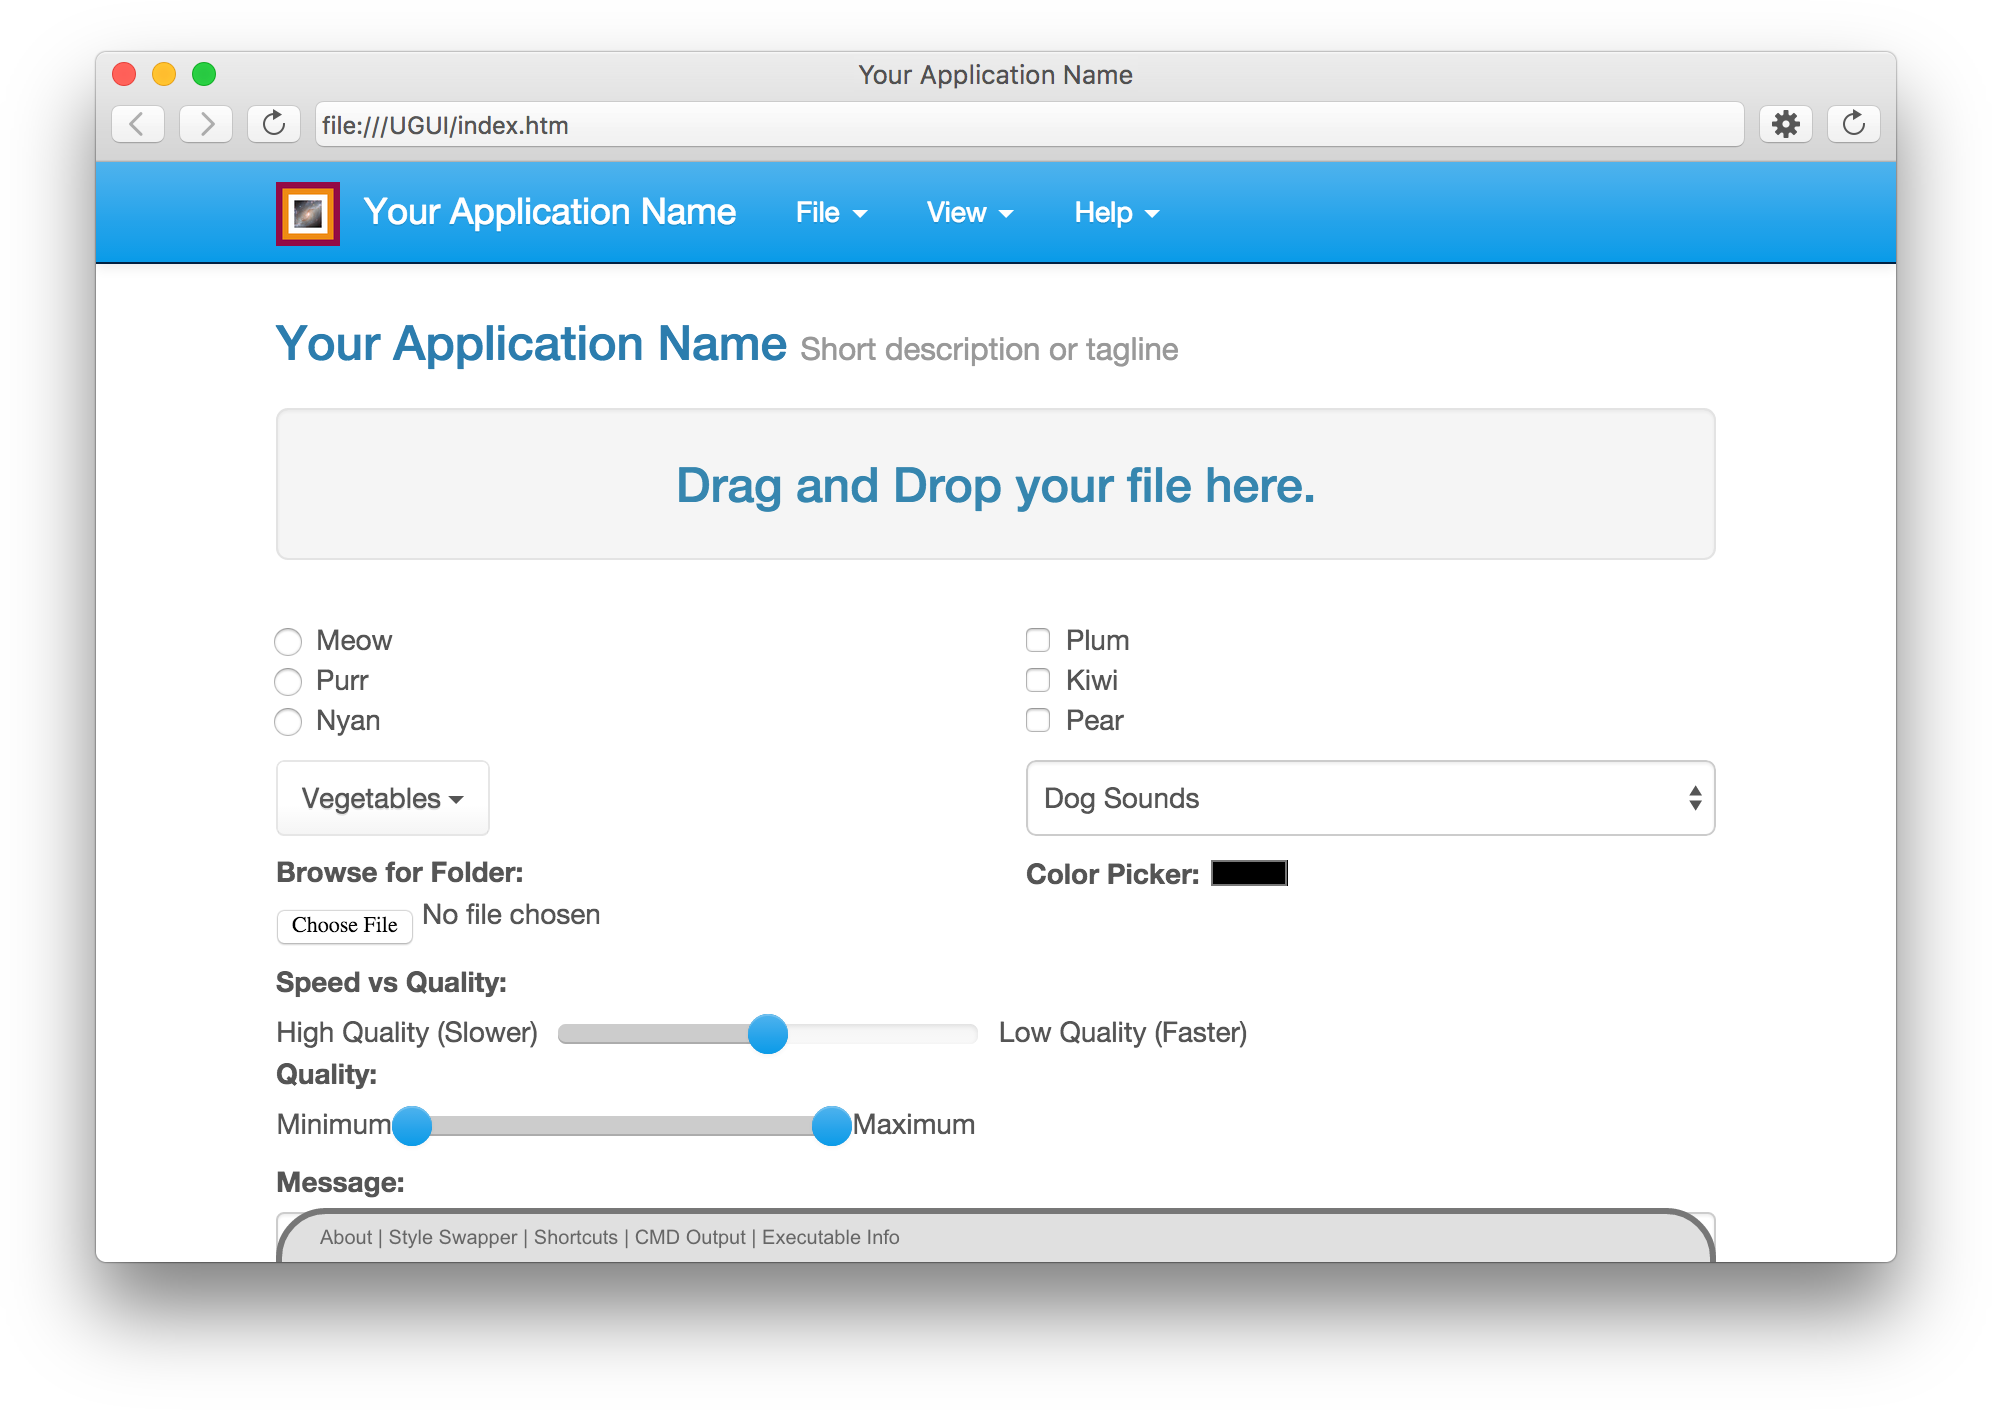 Your Application Name
file:///UGUI/index.htm
Your Application Name File View Help
Your Application Name Short description or tagline
Drag and Drop your file here.
Meow
Purr
Nyan
Plum
Kiwi
Pear
Vegetables
Dog Sounds
Browse for Folder:
Choose File No file chosen
Color Picker:
Speed vs Quality:
High Quality (Slower) Low Quality (Faster)
Quality:
Minimum Maximum
Message:
About | Style Swapper | Shortcuts | CMD Output | Executable Info